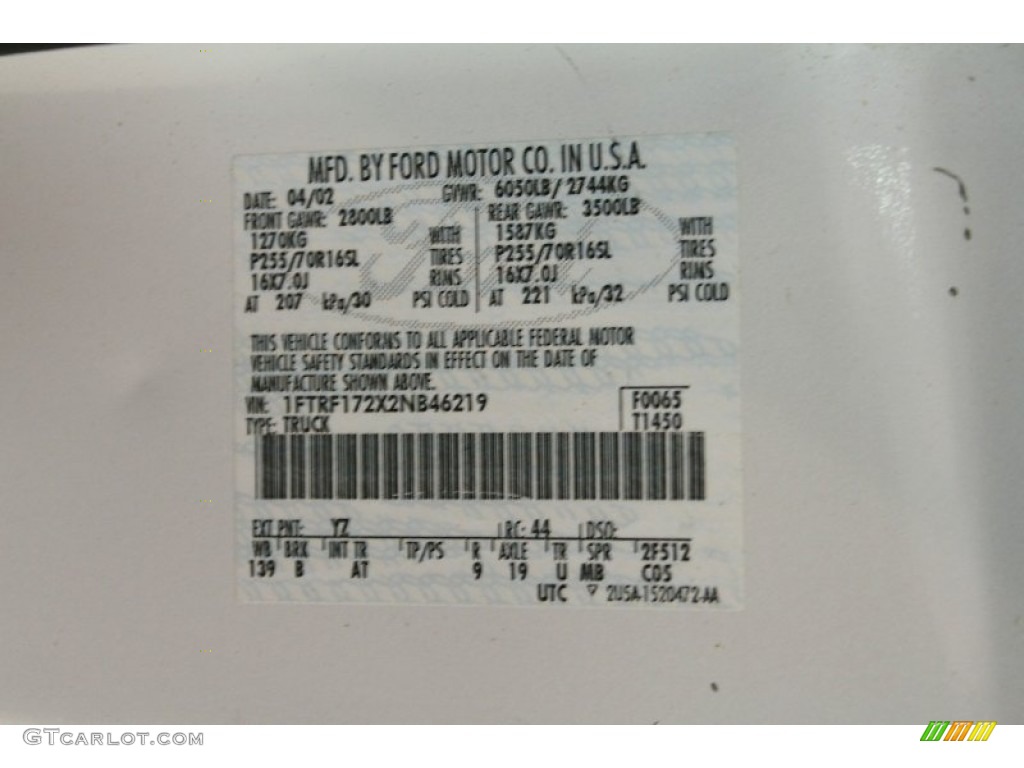 MFD. BY FORD MOTOR CO. IN U.S.A.
DATE: 04/02 GVWR: 6050LB/ 2744KG
FRONT GAWR: 2800LB REAR GAWR: 3500LB
1270KG WITH 1587KG WITH
P255/70R16SL TIRES P255/70R16SL TIRES
16X7.0J RIMS 16X7.0J RIMS
AT 207 kPa/30 PSI COLD AT 221 kPa/32 PSI COLD
THIS VEHICLE CONFORMS TO ALL APPLICABLE FEDERAL MOTOR
VEHICLE SAFETY STANDARDS IN EFFECT ON THE DATE OF
MANUFACTURE SHOWN ABOVE.
VIN: 1FTRF172X2NB46219 F0065
TYPE: TRUCK T1450
EXT PNT: YZ RC: 44 DSO:
WB BRK INT TR TP/PS R AXLE TR SPR 2F512
139 B AT 9 19 U MB C05
UTC ▽ 2U5A-1520472-AA
GTCARLOT.COM